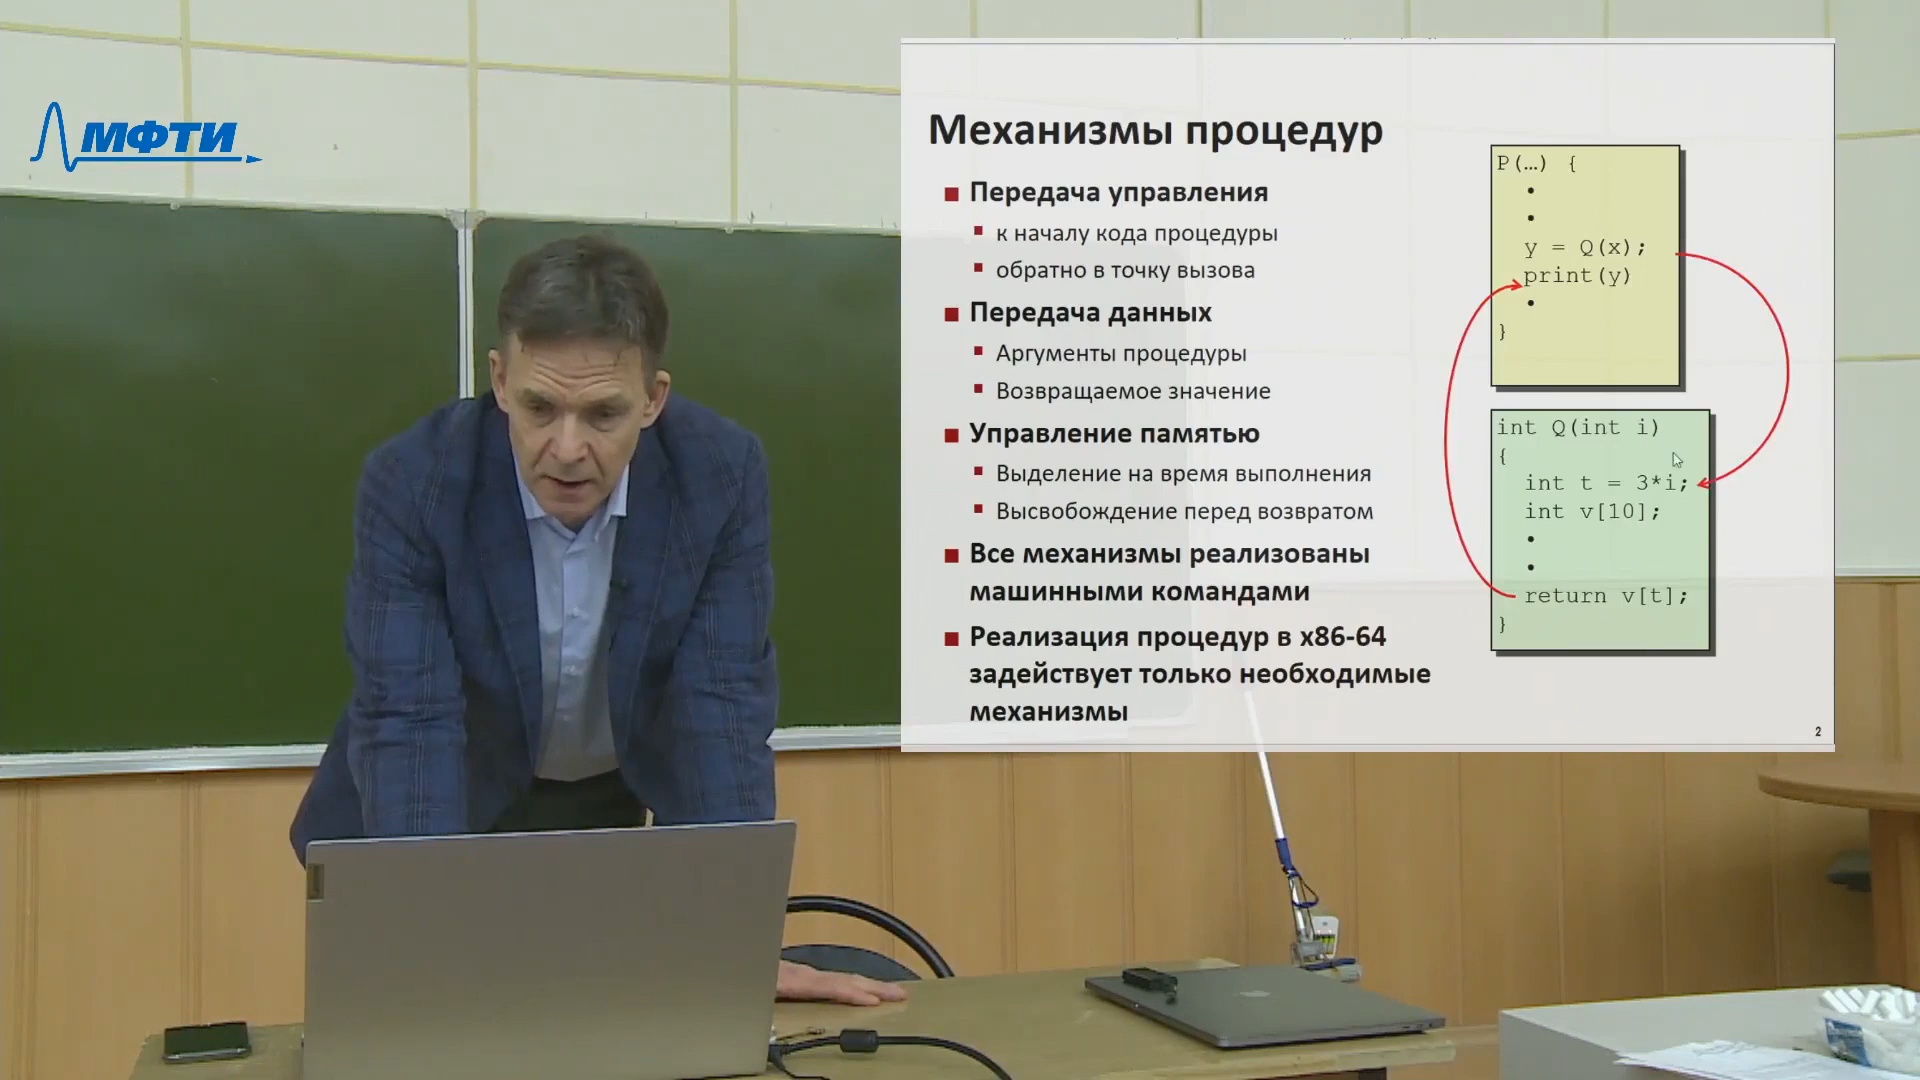 МФТИ
Механизмы процедур
Передача управления
к началу кода процедуры
обратно в точку вызова
Передача данных
Аргументы процедуры
Возвращаемое значение
Управление памятью
Выделение на время выполнения
Высвобождение перед возвратом
Все механизмы реализованы
машинными командами
Реализация процедур в x86-64
задействует только необходимые
механизмы
P(…) {
•
•
y = Q(x);
print(y)
•
}
int Q(int i)
{
int t = 3*i;
int v[10];
•
•
return v[t];
}
2